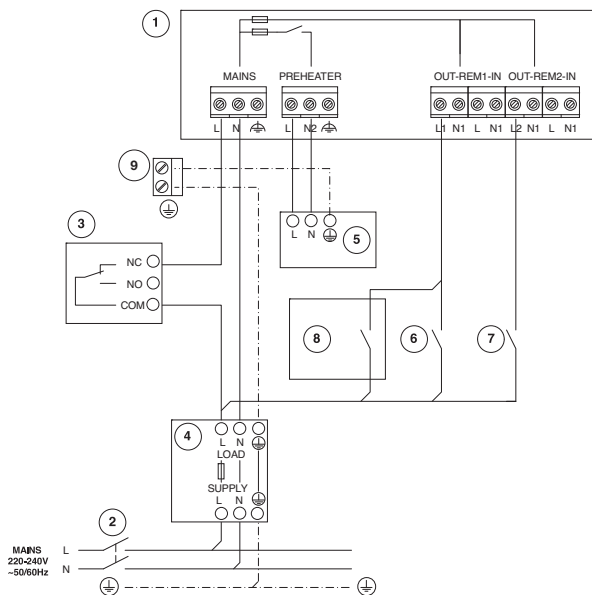 1
MAINS PREHEATER OUT-REM1-IN OUT-REM2-IN
L N L N2 L1 N1 L N1 L2 N1 L N1
9
3
NC
NO
COM
L N
5
8
6
7
4
L N
LOAD
SUPPLY
L N
2
MAINS
220-240V
~50/60Hz
L
N